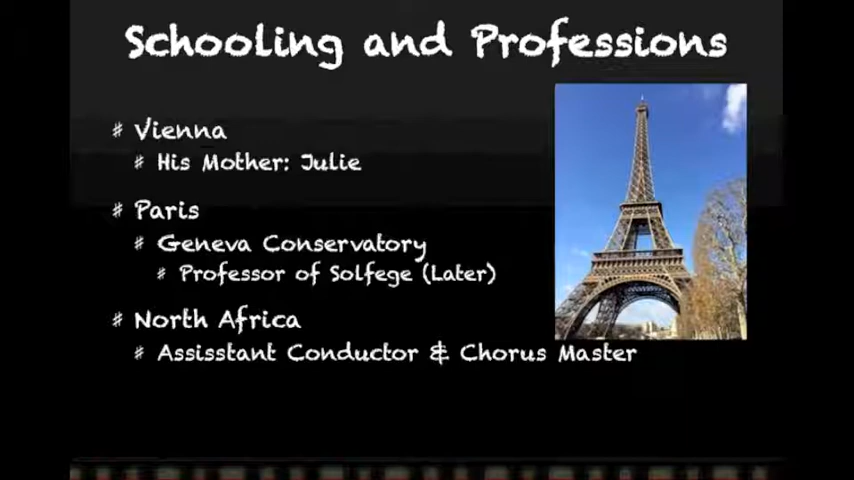 Schooling and Professions
# Vienna
# His Mother: Julie
# Paris
# Geneva Conservatory
# Professor of Solfege (Later)
# North Africa
# Assisstant Conductor & Chorus Master